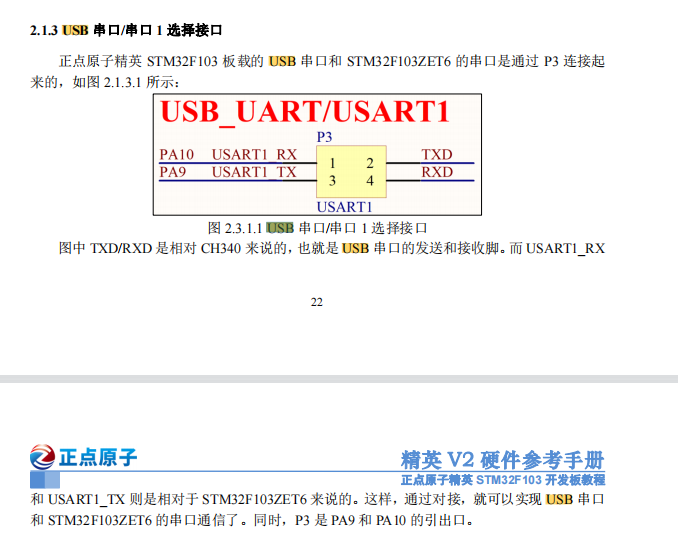 2.1.3 USB 串口/串口 1 选择接口
正点原子精英 STM32F103 板载的 USB 串口和 STM32F103ZET6 的串口是通过 P3 连接起
来的，如图 2.1.3.1 所示：
USB_UART/USART1
P3
PA10 USART1_RX 1 2 TXD
PA9 USART1_TX 3 4 RXD
USART1
图 2.3.1.1 USB 串口/串口 1 选择接口
图中 TXD/RXD 是相对 CH340 来说的，也就是 USB 串口的发送和接收脚。而 USART1_RX
22
正点原子
精英 V2 硬件参考手册
正点原子精英 STM32F103 开发板教程
和 USART1_TX 则是相对于 STM32F103ZET6 来说的。这样，通过对接，就可以实现 USB 串口
和 STM32F103ZET6 的串口通信了。同时，P3 是 PA9 和 PA10 的引出口。